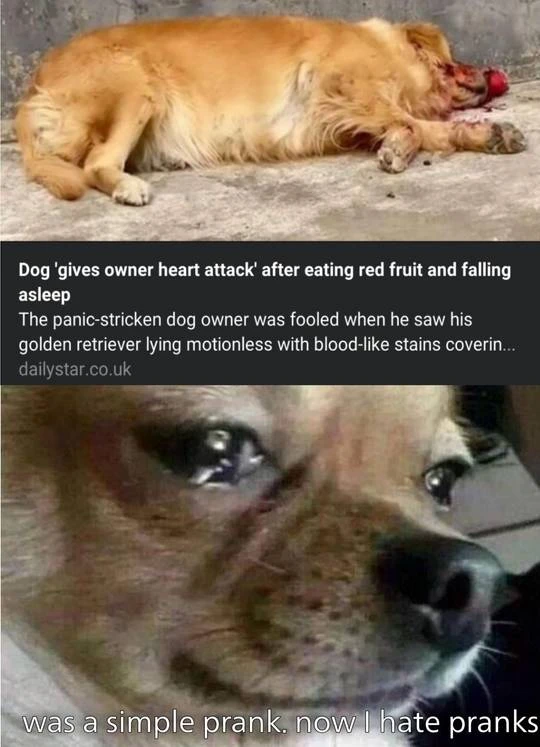 Dog 'gives owner heart attack' after eating red fruit and falling
asleep
The panic-stricken dog owner was fooled when he saw his
golden retriever lying motionless with blood-like stains coverin...
dailystar.co.uk
was a simple prank. now I hate pranks